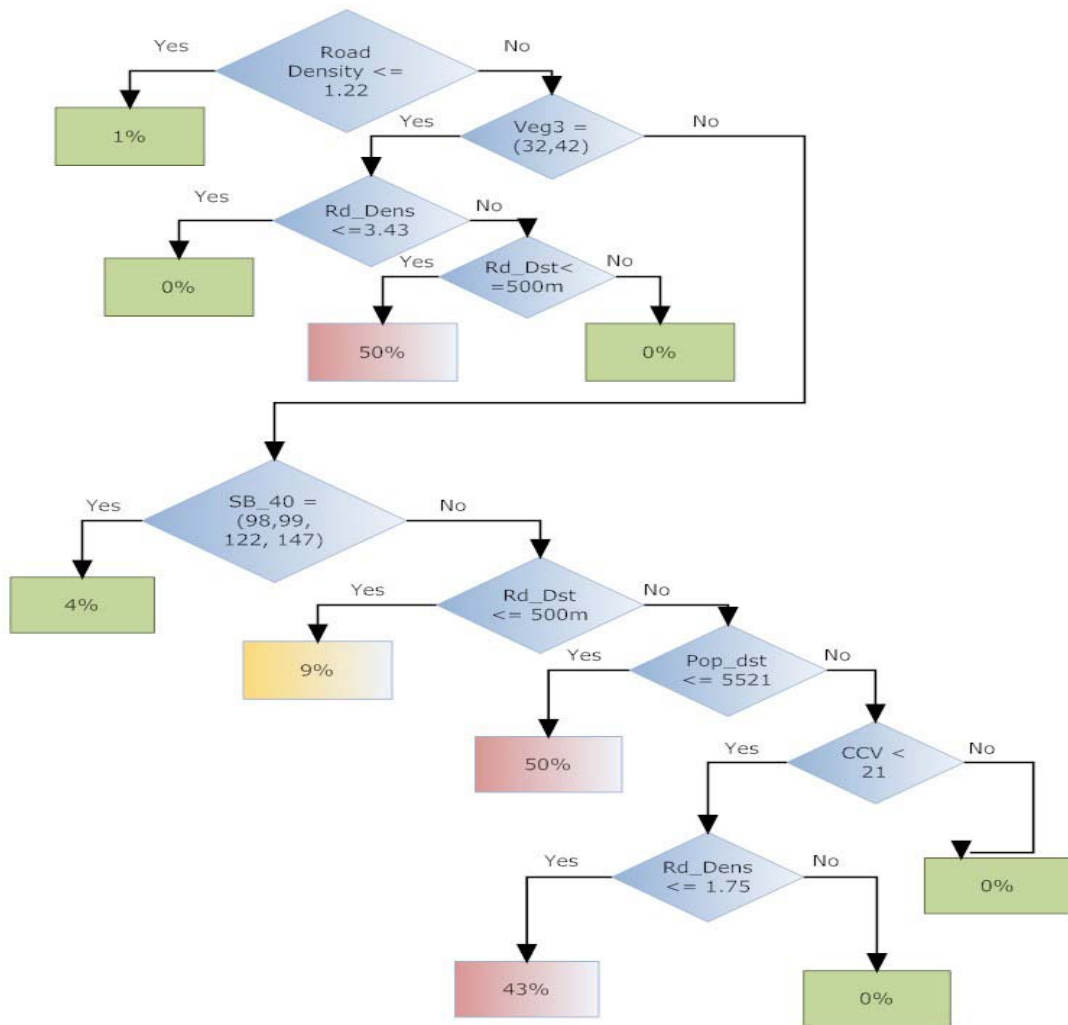 Yes
Road
Density <=
1.22
No
1%
Yes
Veg3 =
(32,42)
No
Yes
Rd_Dens
<=3.43
No
0%
Yes
Rd_Dst<
=500m
No
50%
0%
Yes
SB_40 =
(98,99,
122, 147)
No
4%
Yes
Rd_Dst
<= 500m
No
9%
Yes
Pop_dst
<= 5521
No
50%
Yes
CCV <
21
No
Yes
Rd_Dens
<= 1.75
No
0%
43%
0%